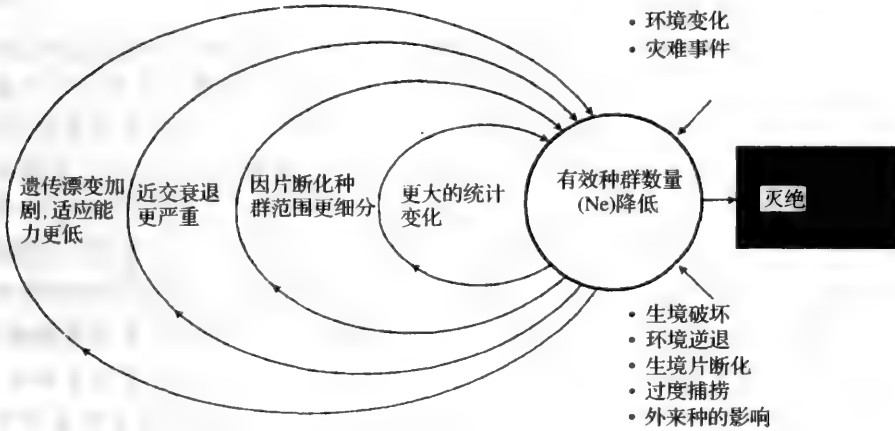 • 环境变化
• 灾难事件
遗传漂变加
剧,适应能
力更低
近交衰退
更严重
因片断化种
群范围更细分
更大的统计
变化
有效种群数量
(Ne)降低
灭绝
• 生境破坏
• 环境逆退
• 生境片断化
• 过度捕捞
• 外来种的影响